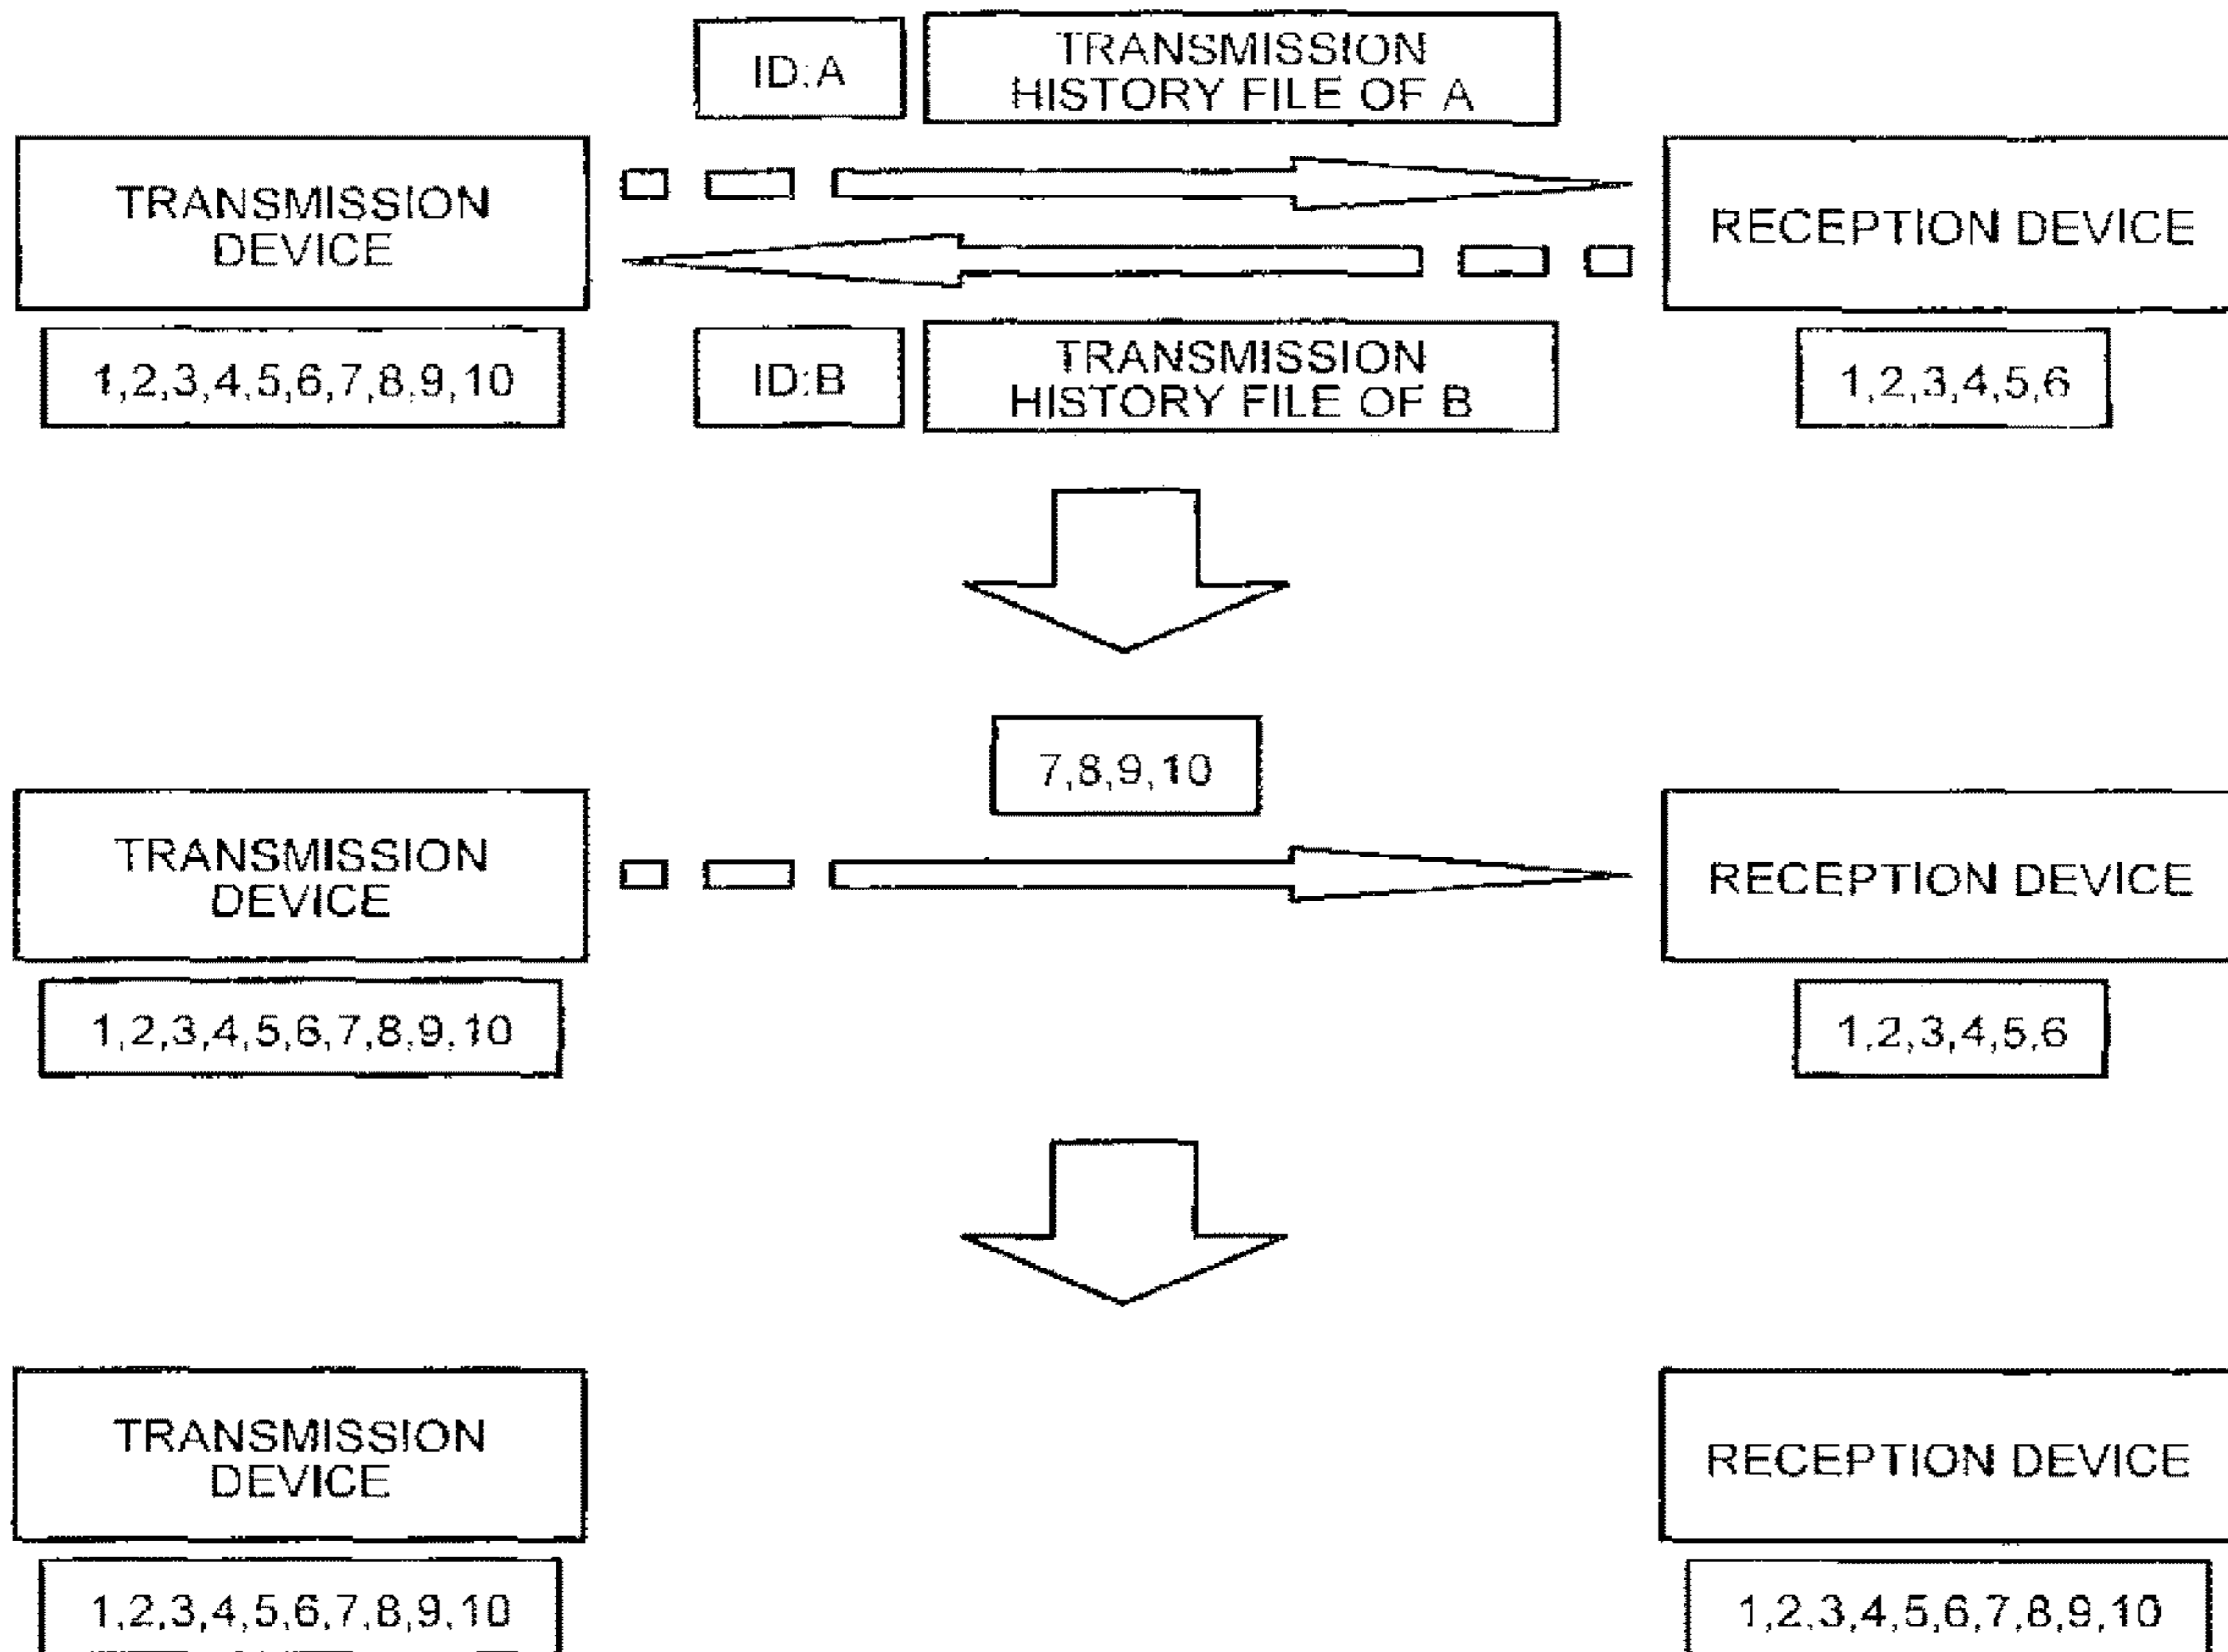 ID:A
TRANSMISSION
HISTORY FILE OF A
TRANSMISSION
DEVICE
RECEPTION DEVICE
1,2,3,4,5,6,7,8,9,10
ID:B
TRANSMISSION
HISTORY FILE OF B
1,2,3,4,5,6
7,8,9,10
TRANSMISSION
DEVICE
RECEPTION DEVICE
1,2,3,4,5,6,7,8,9,10
1,2,3,4,5,6
TRANSMISSION
DEVICE
RECEPTION DEVICE
1,2,3,4,5,6,7,8,9,10
1,2,3,4,5,6,7,8,9,10